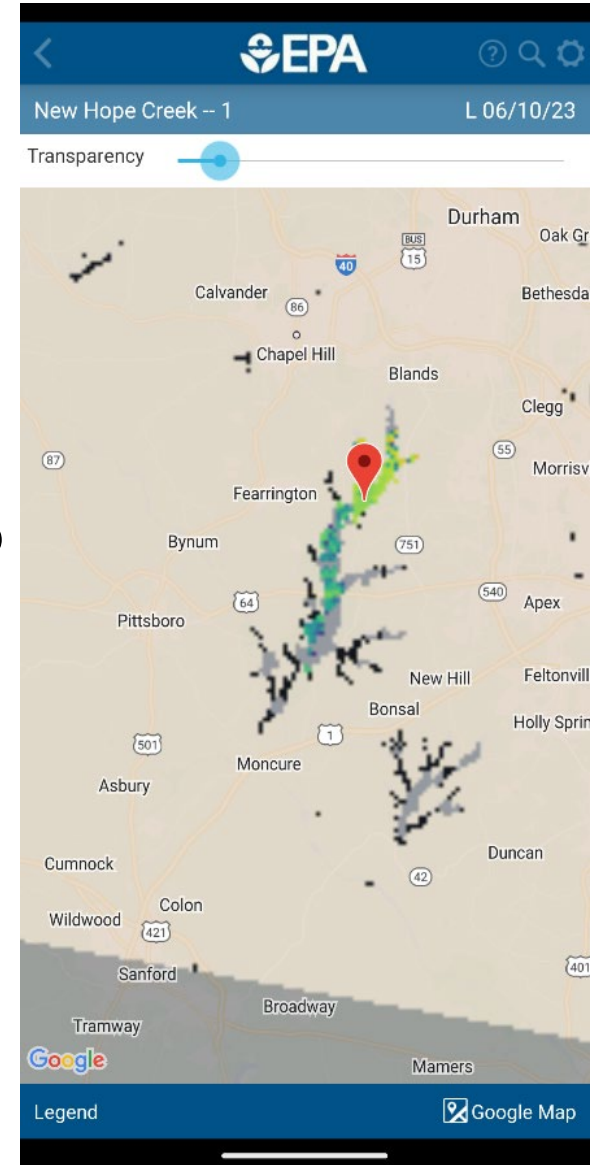 EPA
New Hope Creek -- 1 L 06/10/23
Transparency
Durham
Oak Gr
BUS
15
40
Calvander
86
Bethesda
Chapel Hill
Blands
Clegg
87
55
Morrisv
Fearrington
Bynum
751
64
540
Apex
Pittsboro
New Hill
Feltonvill
Bonsal
Holly Sprin
1
501
Moncure
Asbury
Duncan
Cumnock
42
Colon
Wildwood
421
401
Sanford
Broadway
Tramway
Google
Mamers
Legend Google Map